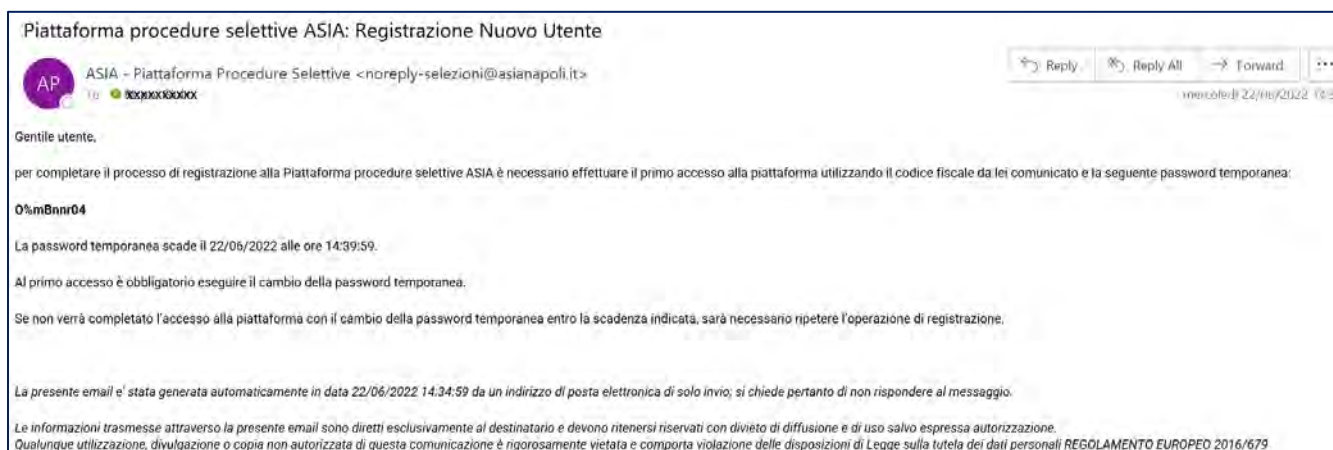 Piattaforma procedure selettive ASIA: Registrazione Nuovo Utente
AP
ASIA - Piattaforma Procedure Selettive <noreply-selezioni@asianapoli.it>
Reply
Reply All
Forward
To
mercoledì 22/06/2022
Gentile utente,
per completare il processo di registrazione alla Piattaforma procedure selettive ASIA è necessario effettuare il primo accesso alla piattaforma utilizzando il codice fiscale da lei comunicato e la seguente password temporanea:
O%mBnnr04
La password temporanea scade il 22/06/2022 alle ore 14:39:59.
Al primo accesso è obbligatorio eseguire il cambio della password temporanea.
Se non verrà completato l'accesso alla piattaforma con il cambio della password temporanea entro la scadenza indicata, sarà necessario ripetere l'operazione di registrazione.
La presente email e' stata generata automaticamente in data 22/06/2022 14:34:59 da un indirizzo di posta elettronica di solo invio; si chiede pertanto di non rispondere al messaggio.
Le informazioni trasmesse attraverso la presente email sono diretti esclusivamente al destinatario e devono ritenersi riservati con divieto di diffusione e di uso salvo espressa autorizzazione.
Qualunque utilizzazione, divulgazione o copia non autorizzata di questa comunicazione è rigorosamente vietata e comporta violazione delle disposizioni di Legge sulla tutela dei dati personali REGOLAMENTO EUROPEO 2016/679